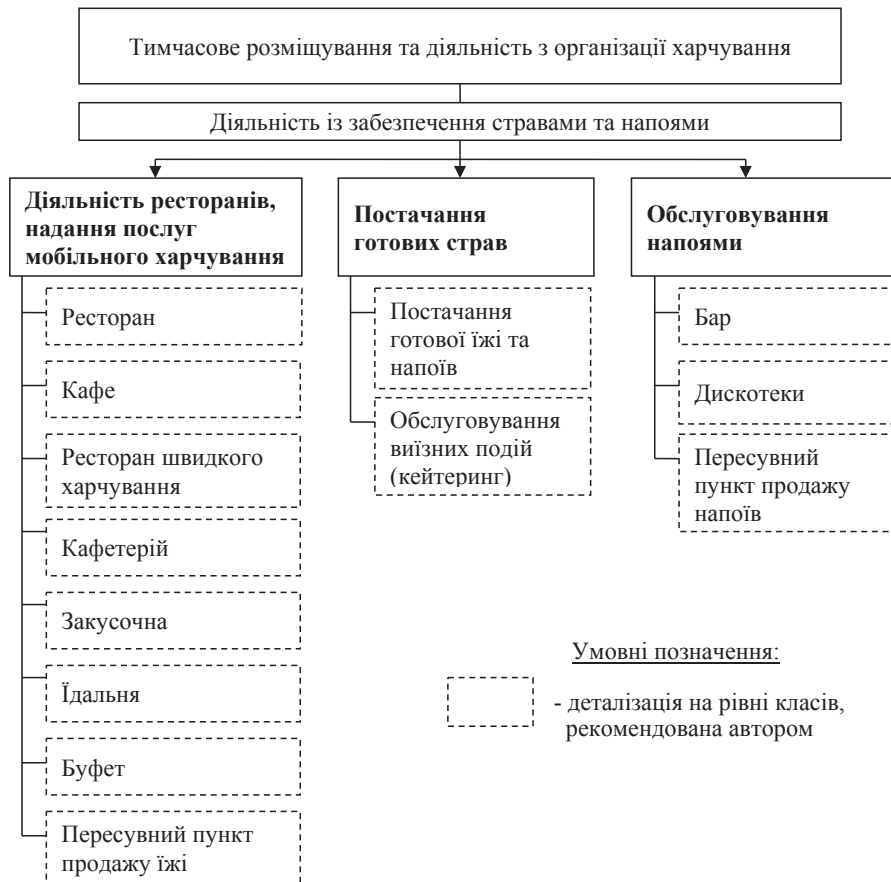 Тимчасове розміщування та діяльність з організації харчування
Діяльність із забезпечення стравами та напоями
Діяльність ресторанів,
надання послуг
мобільного харчування
Ресторан
Кафе
Ресторан швидкого
харчування
Кафетерій
Закусочна
Їдальня
Буфет
Пересувний пункт
продажу їжі
Постачання
готових страв
Постачання
готової їжі та
напоїв
Обслуговування
виїзних подій
(кейтеринг)
Обслуговування
напоями
Бар
Дискотеки
Пересувний
пункт продажу
напоїв
Умовні позначення:
- деталізація на рівні класів,
рекомендована автором